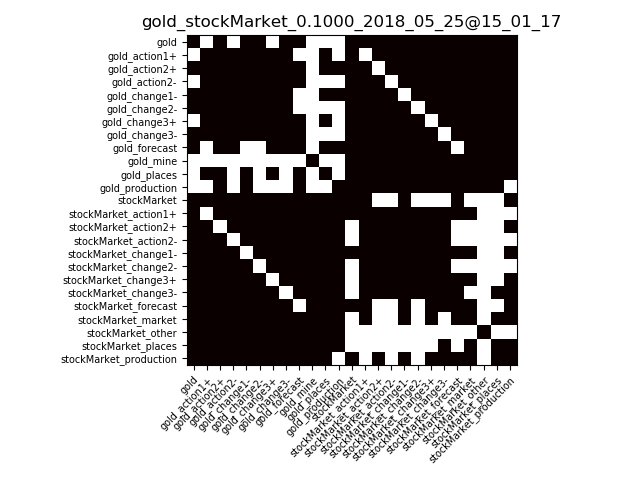 gold_stockMarket_0.1000_2018_05_25@15_01_17
gold
gold_action1+
gold_action2+
gold_action2-
gold_change1-
gold_change2-
gold_change3+
gold_change3-
gold_forecast
gold_mine
gold_places
gold_production
stockMarket
stockMarket_action1+
stockMarket_action2+
stockMarket_action2-
stockMarket_change1-
stockMarket_change2-
stockMarket_change3+
stockMarket_change3-
stockMarket_forecast
stockMarket_market
stockMarket_other
stockMarket_places
stockMarket_production
gold
gold_action1+
gold_action2+
gold_action2-
gold_change1-
gold_change2-
gold_change3+
gold_change3-
gold_forecast
gold_mine
gold_places
gold_production
stockMarket
stockMarket_action1+
stockMarket_action2+
stockMarket_action2-
stockMarket_change1-
stockMarket_change2-
stockMarket_change3+
stockMarket_change3-
stockMarket_forecast
stockMarket_market
stockMarket_other
stockMarket_places
stockMarket_production